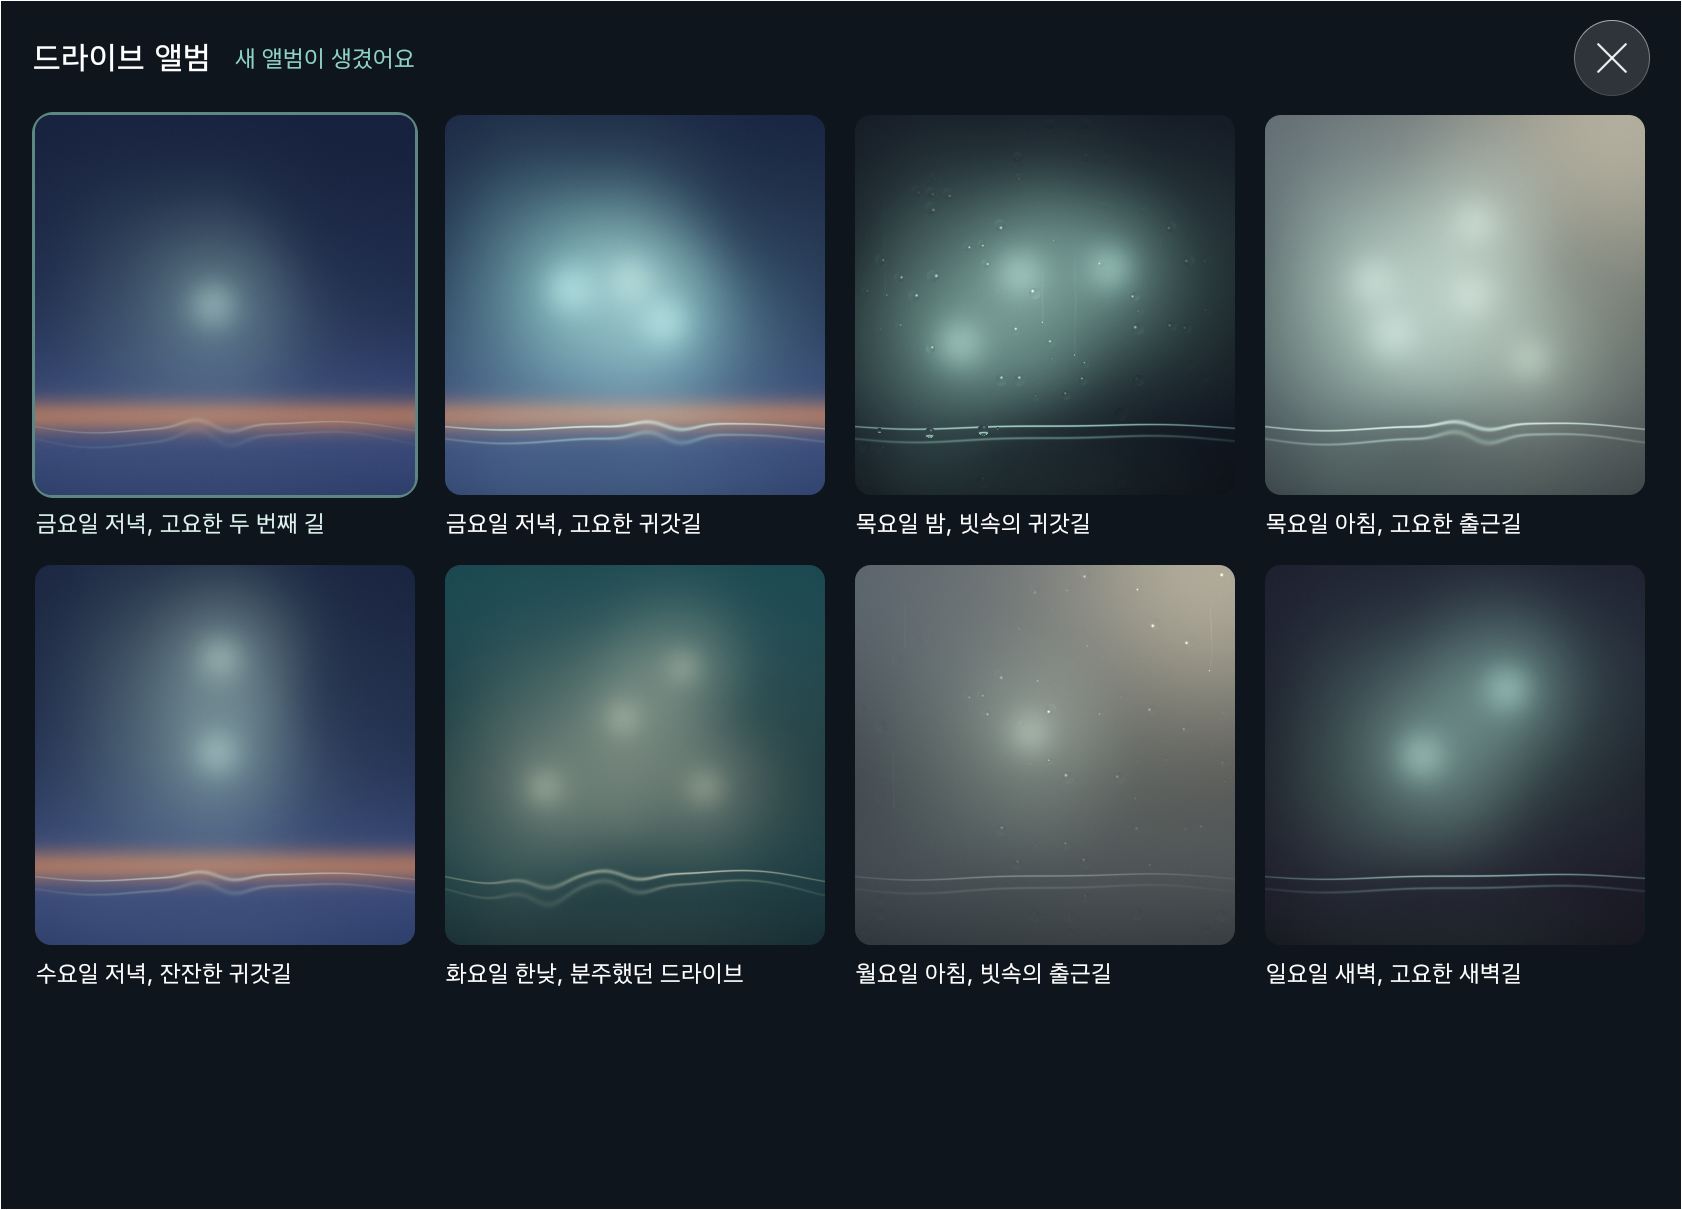 드라이브 앨범 새 앨범이 생겼어요
금요일 저녁, 고요한 두 번째 길
금요일 저녁, 고요한 귀갓길
목요일 밤, 빗속의 귀갓길
목요일 아침, 고요한 출근길
수요일 저녁, 잔잔한 귀갓길
화요일 한낮, 분주했던 드라이브
월요일 아침, 빗속의 출근길
일요일 새벽, 고요한 새벽길